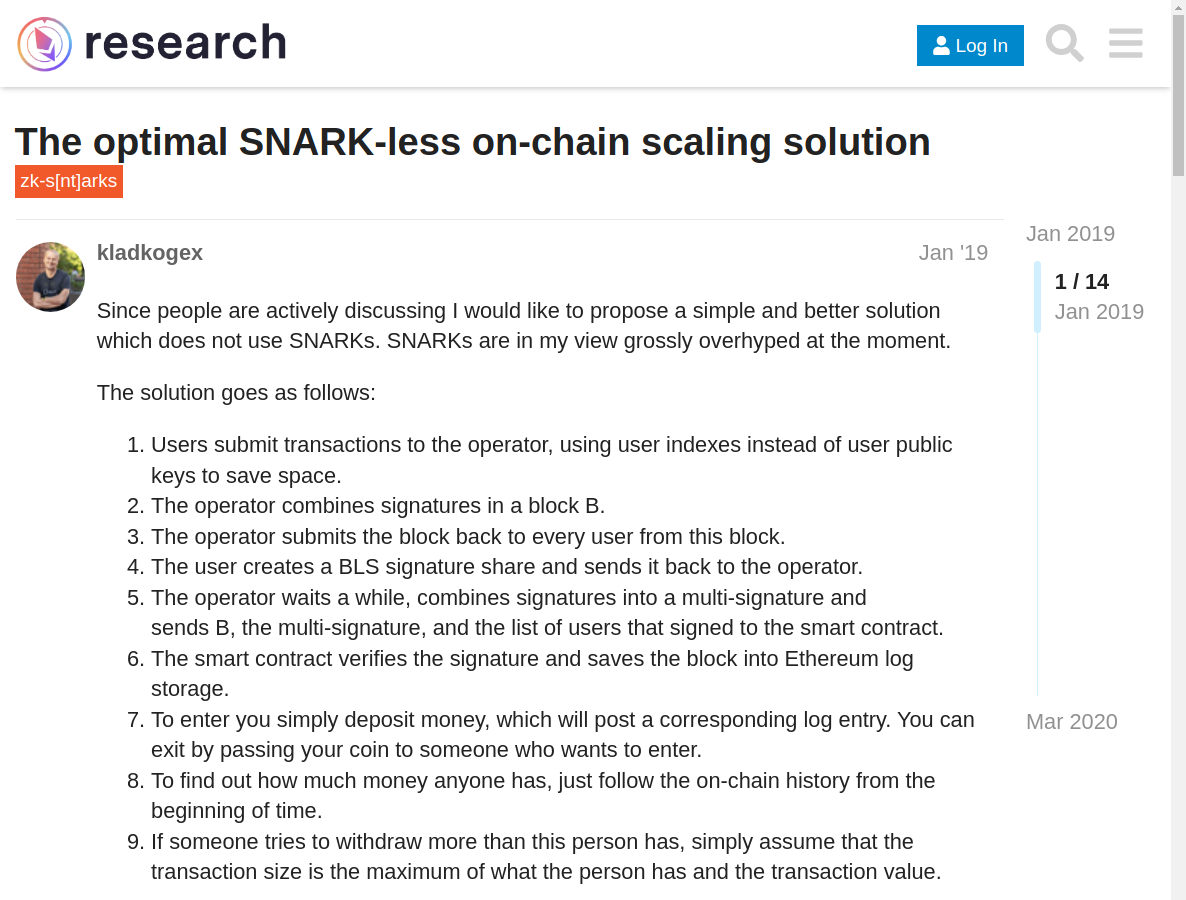 research
Log In
The optimal SNARK-less on-chain scaling solution
zk-s[nt]arks
kladkogex
Jan '19
Jan 2019
1 / 14
Jan 2019
Since people are actively discussing I would like to propose a simple and better solution
which does not use SNARKs. SNARKs are in my view grossly overhyped at the moment.
The solution goes as follows:
1. Users submit transactions to the operator, using user indexes instead of user public
keys to save space.
2. The operator combines signatures in a block B.
3. The operator submits the block back to every user from this block.
4. The user creates a BLS signature share and sends it back to the operator.
5. The operator waits a while, combines signatures into a multi-signature and
sends B, the multi-signature, and the list of users that signed to the smart contract.
6. The smart contract verifies the signature and saves the block into Ethereum log
storage.
7. To enter you simply deposit money, which will post a corresponding log entry. You can
exit by passing your coin to someone who wants to enter.
8. To find out how much money anyone has, just follow the on-chain history from the
beginning of time.
9. If someone tries to withdraw more than this person has, simply assume that the
transaction size is the maximum of what the person has and the transaction value.
Mar 2020